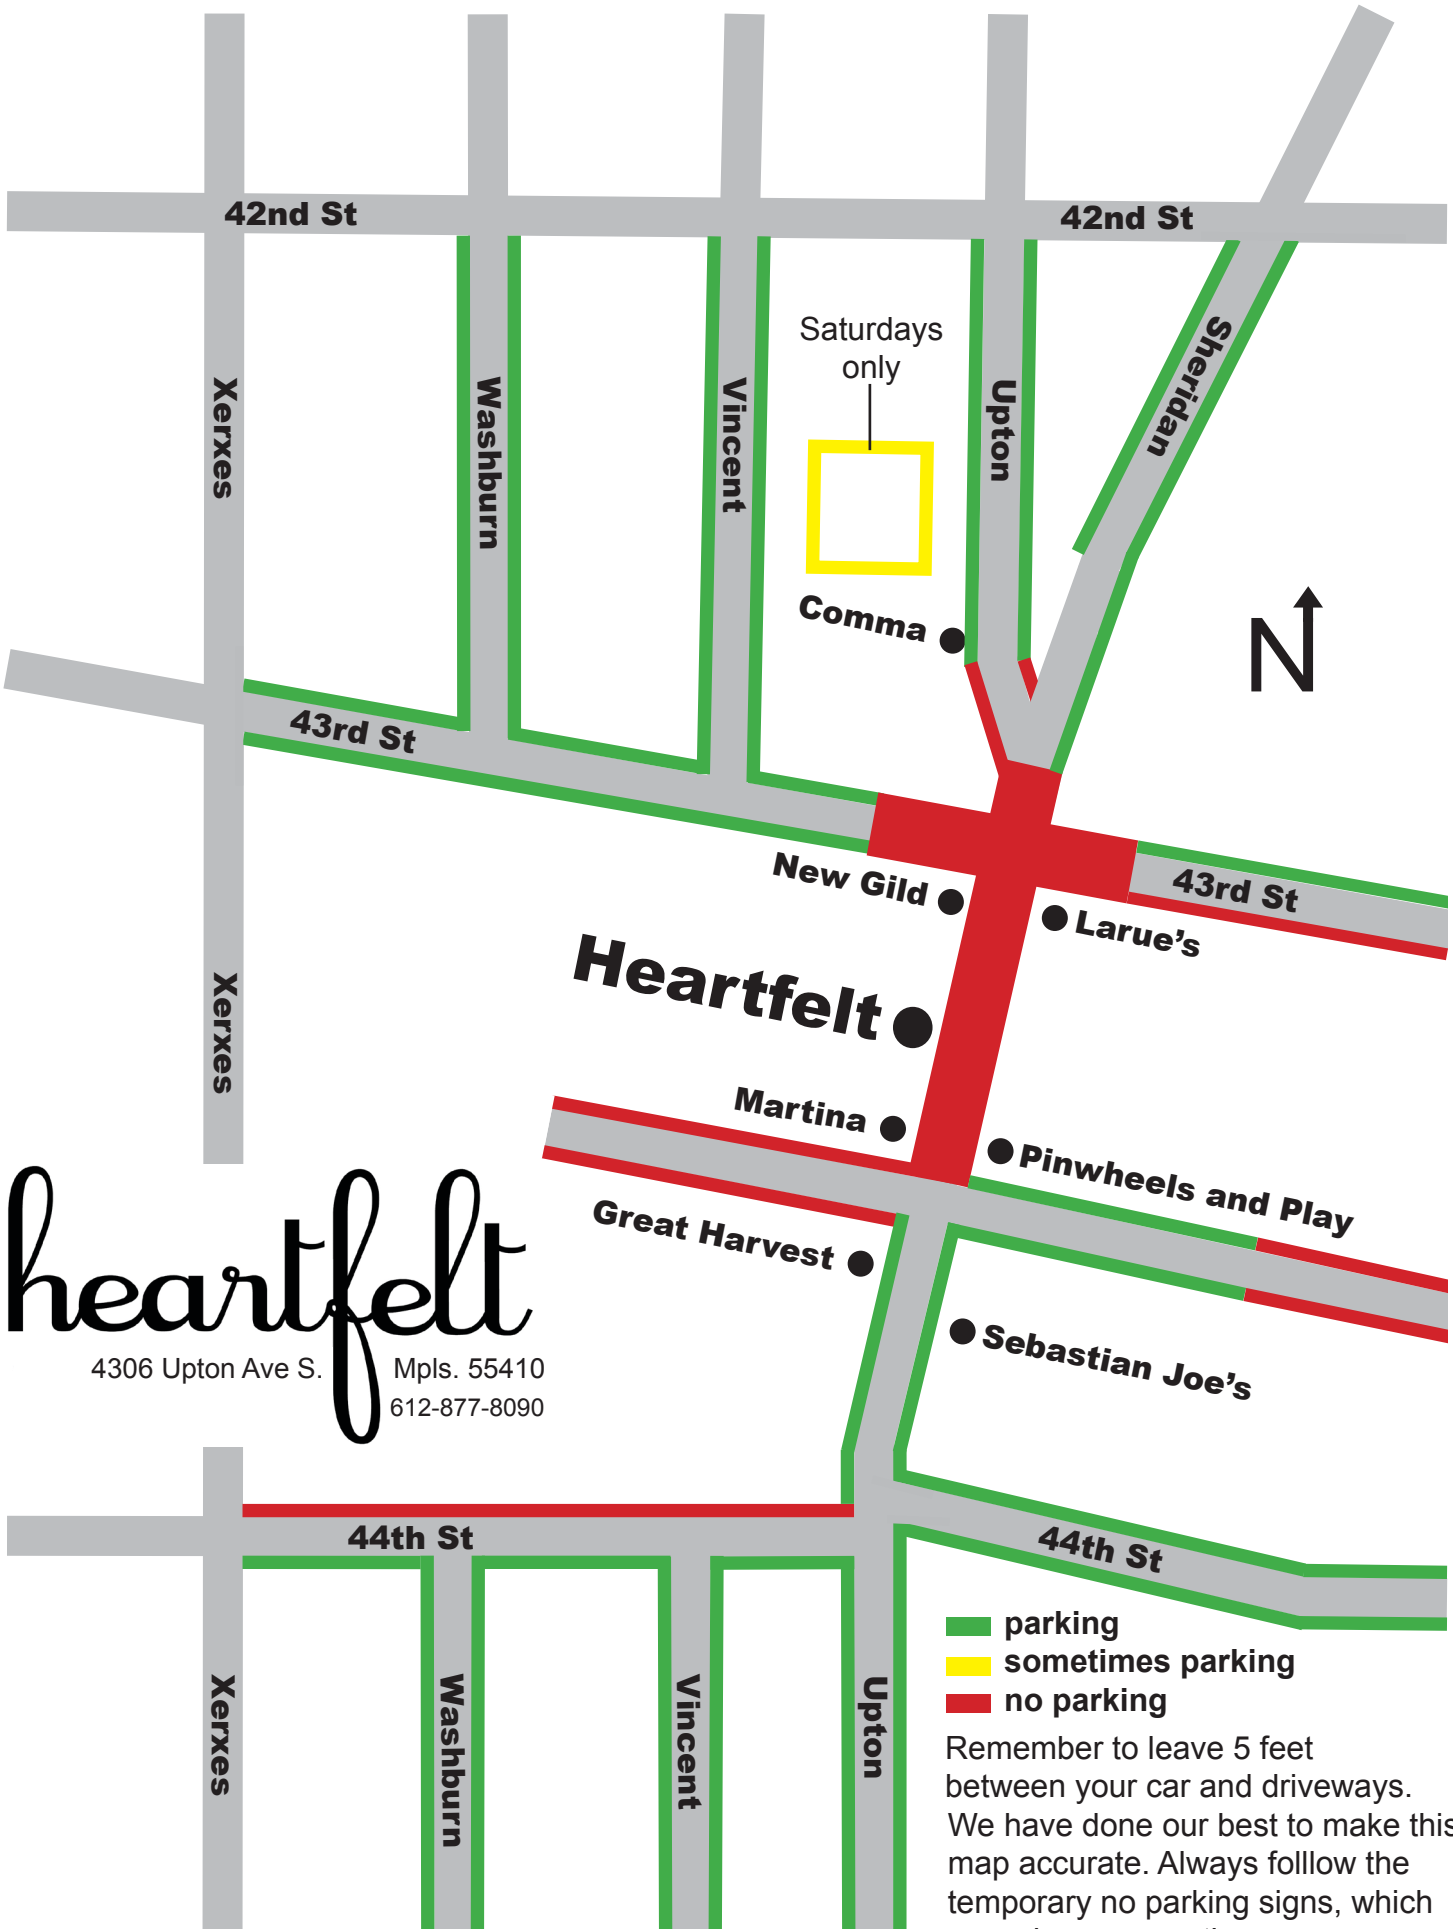 42nd St
42nd St
Saturdays
only
Xerxes
Washburn
Vincent
Upton
Sheridan
Comma
N
43rd St
New Gild
43rd St
Larue's
Heartfelt
Xerxes
Martina
Pinwheels and Play
Great Harvest
heartfelt
4306 Upton Ave S. Mpls. 55410
612-877-8090
Sebastian Joe's
44th St
44th St
Xerxes
Washburn
Vincent
Upton
parking
sometimes parking
no parking
Remember to leave 5 feet
between your car and driveways.
We have done our best to make this
map accurate. Always folllow the
temporary no parking signs, which